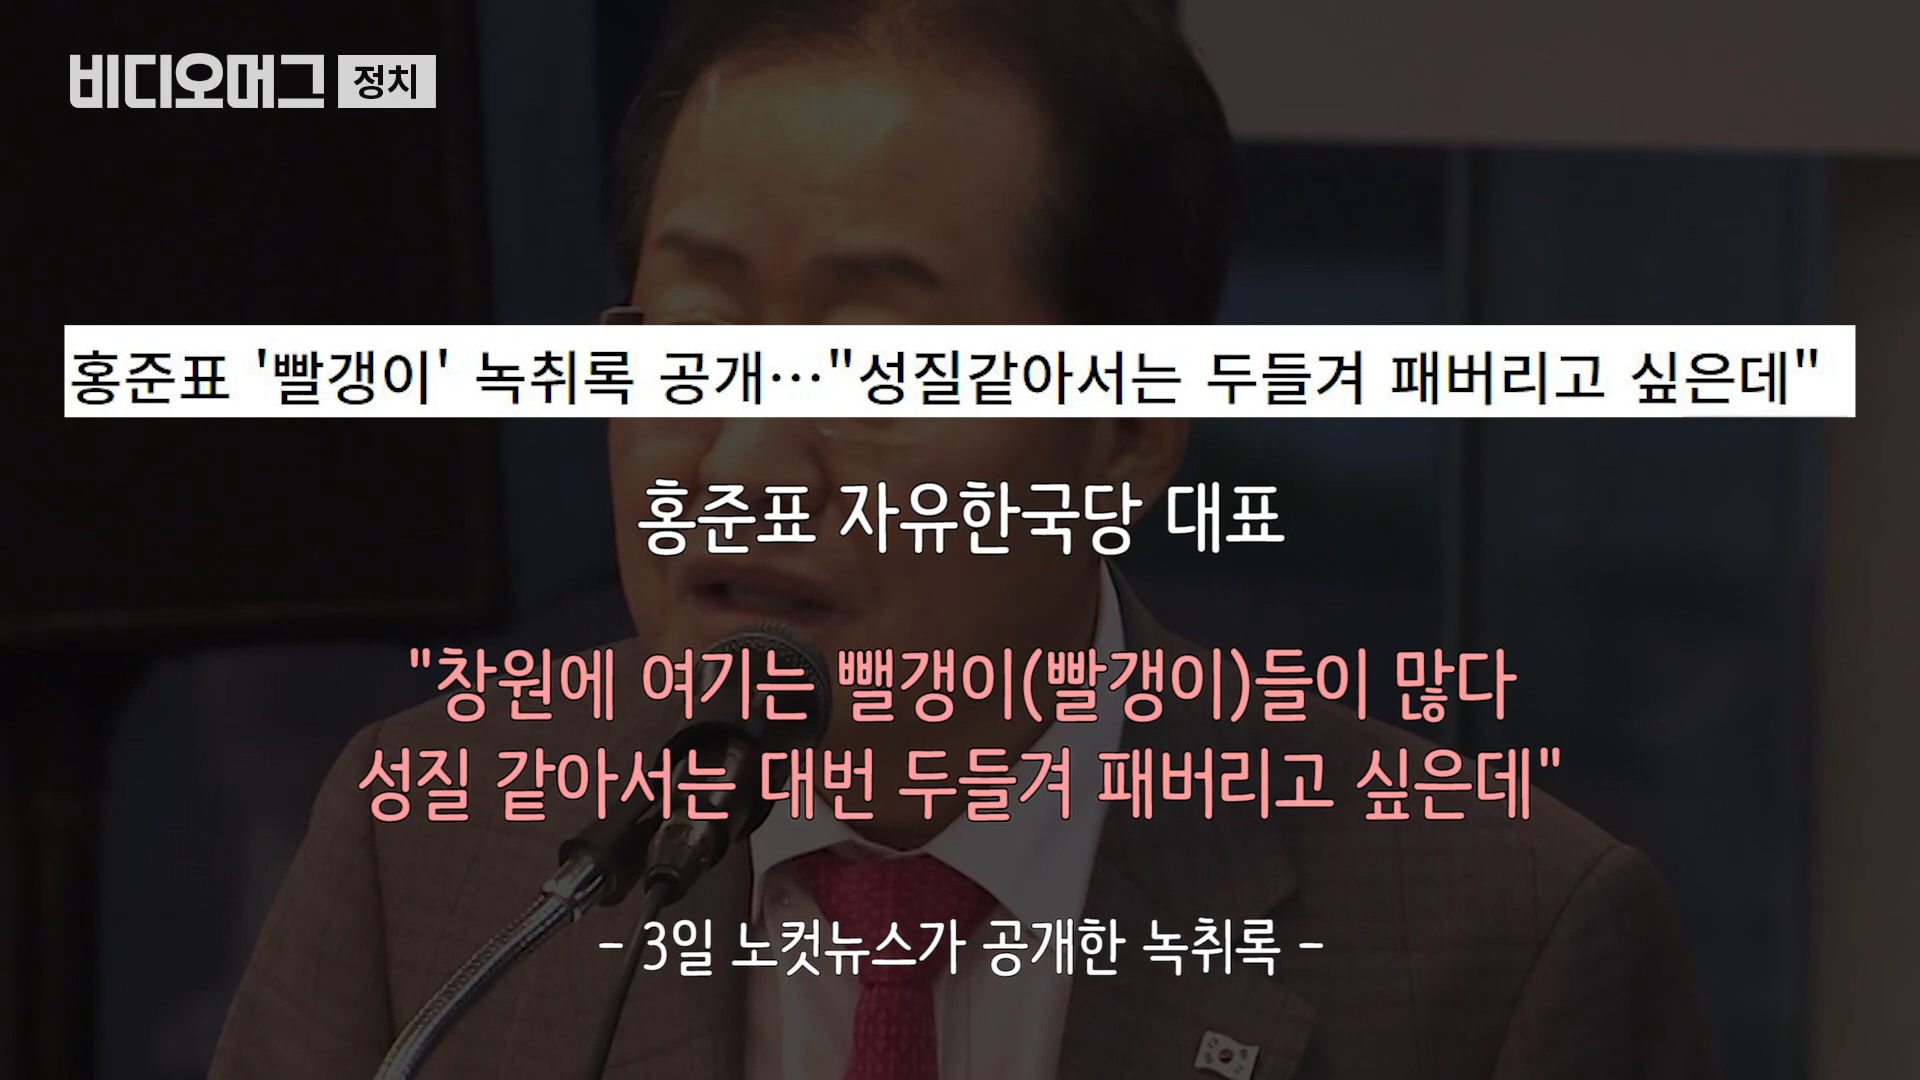 비디오머그 정치
홍준표 '빨갱이' 녹취록 공개…"성질같아서는 두들겨 패버리고 싶은데"
홍준표 자유한국당 대표
"창원에 여기는 뺄갱이(빨갱이)들이 많다
성질 같아서는 대번 두들겨 패버리고 싶은데"
- 3일 노컷뉴스가 공개한 녹취록 -